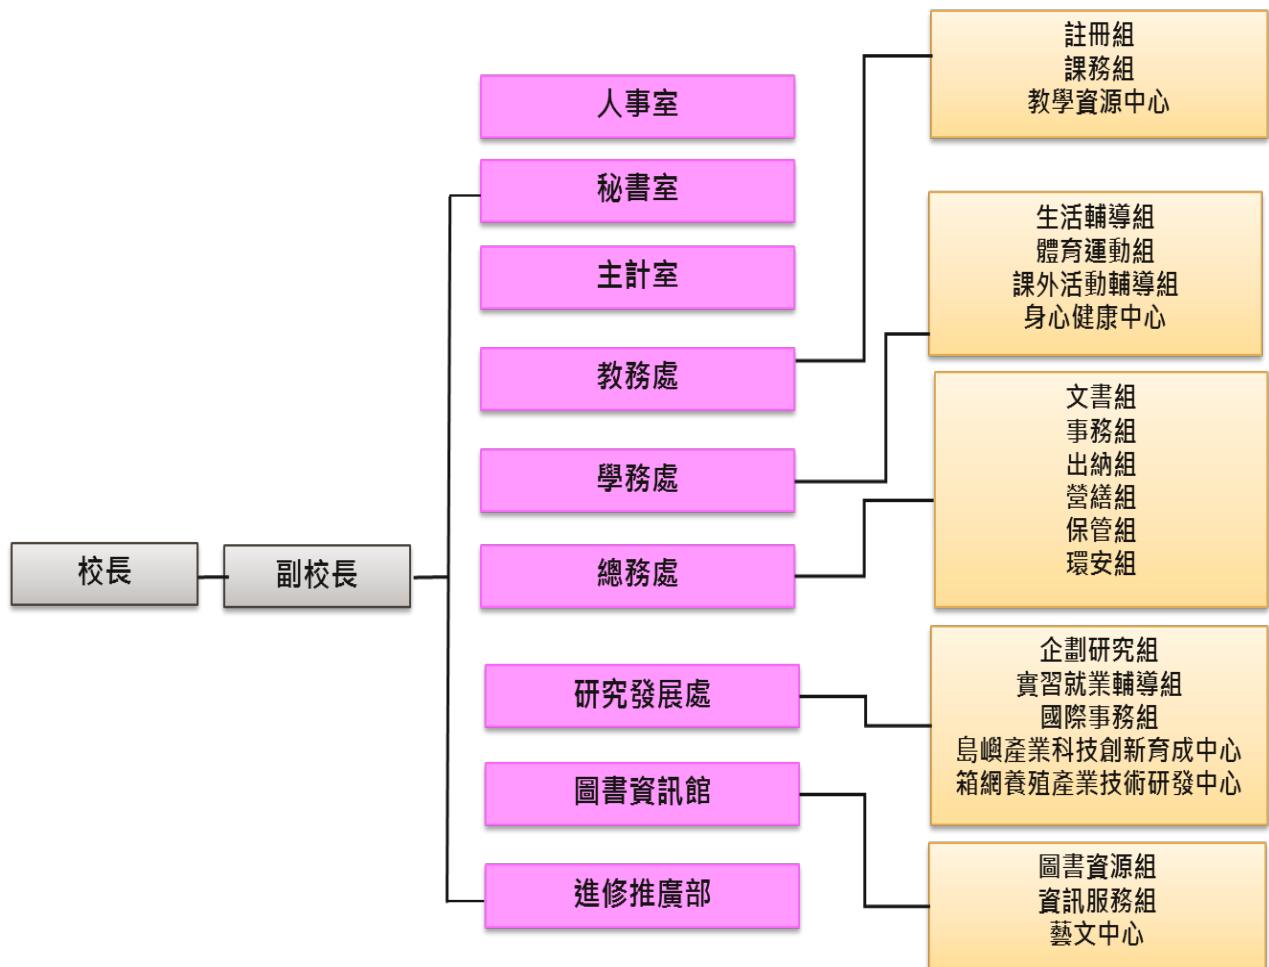 校長
副校長
人事室
秘書室
主計室
教務處
學務處
總務處
研究發展處
圖書資訊館
進修推廣部
註冊組
課務組
教學資源中心
生活輔導組
體育運動組
課外活動輔導組
身心健康中心
文書組
事務組
出納組
營繕組
保管組
環安組
企劃研究組
實習就業輔導組
國際事務組
島嶼產業科技創新育成中心
箱網養殖產業技術研發中心
圖書資源組
資訊服務組
藝文中心